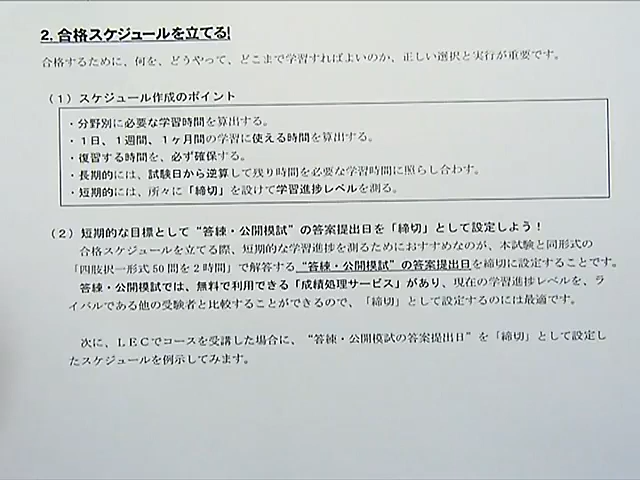 2. 合格スケジュールを立てる!
合格するために、何を、どうやって、どこまで学習すればよいのか、正しい選択と実行が重要です。
（１）スケジュール作成のポイント
・分野別に必要な学習時間を算出する。
・１日、１週間、１ヶ月間の学習に使える時間を算出する。
・復習する時間を、必ず確保する。
・長期的には、試験日から逆算して残り時間を必要な学習時間に照らし合わす。
・短期的には、所々に「締切」を設けて学習進捗レベルを測る。
（２）短期的な目標として“答練・公開模試”の答案提出日を「締切」として設定しよう！
合格スケジュールを立てる際、短期的な学習進捗を測るためにおすすめなのが、本試験と同形式の
「四肢択一形式 50 問を２時間」で解答する“答練・公開模試”の答案提出日を締切に設定することです。
答練・公開模試では、無料で利用できる「成績処理サービス」があり、現在の学習進捗レベルを、ラ
イバルである他の受験者と比較することができるので、「締切」として設定するのには最適です。
次に、ＬＥＣでコースを受講した場合に、“答練・公開模試の答案提出日”を「締切」として設定し
たスケジュールを例示してみます。